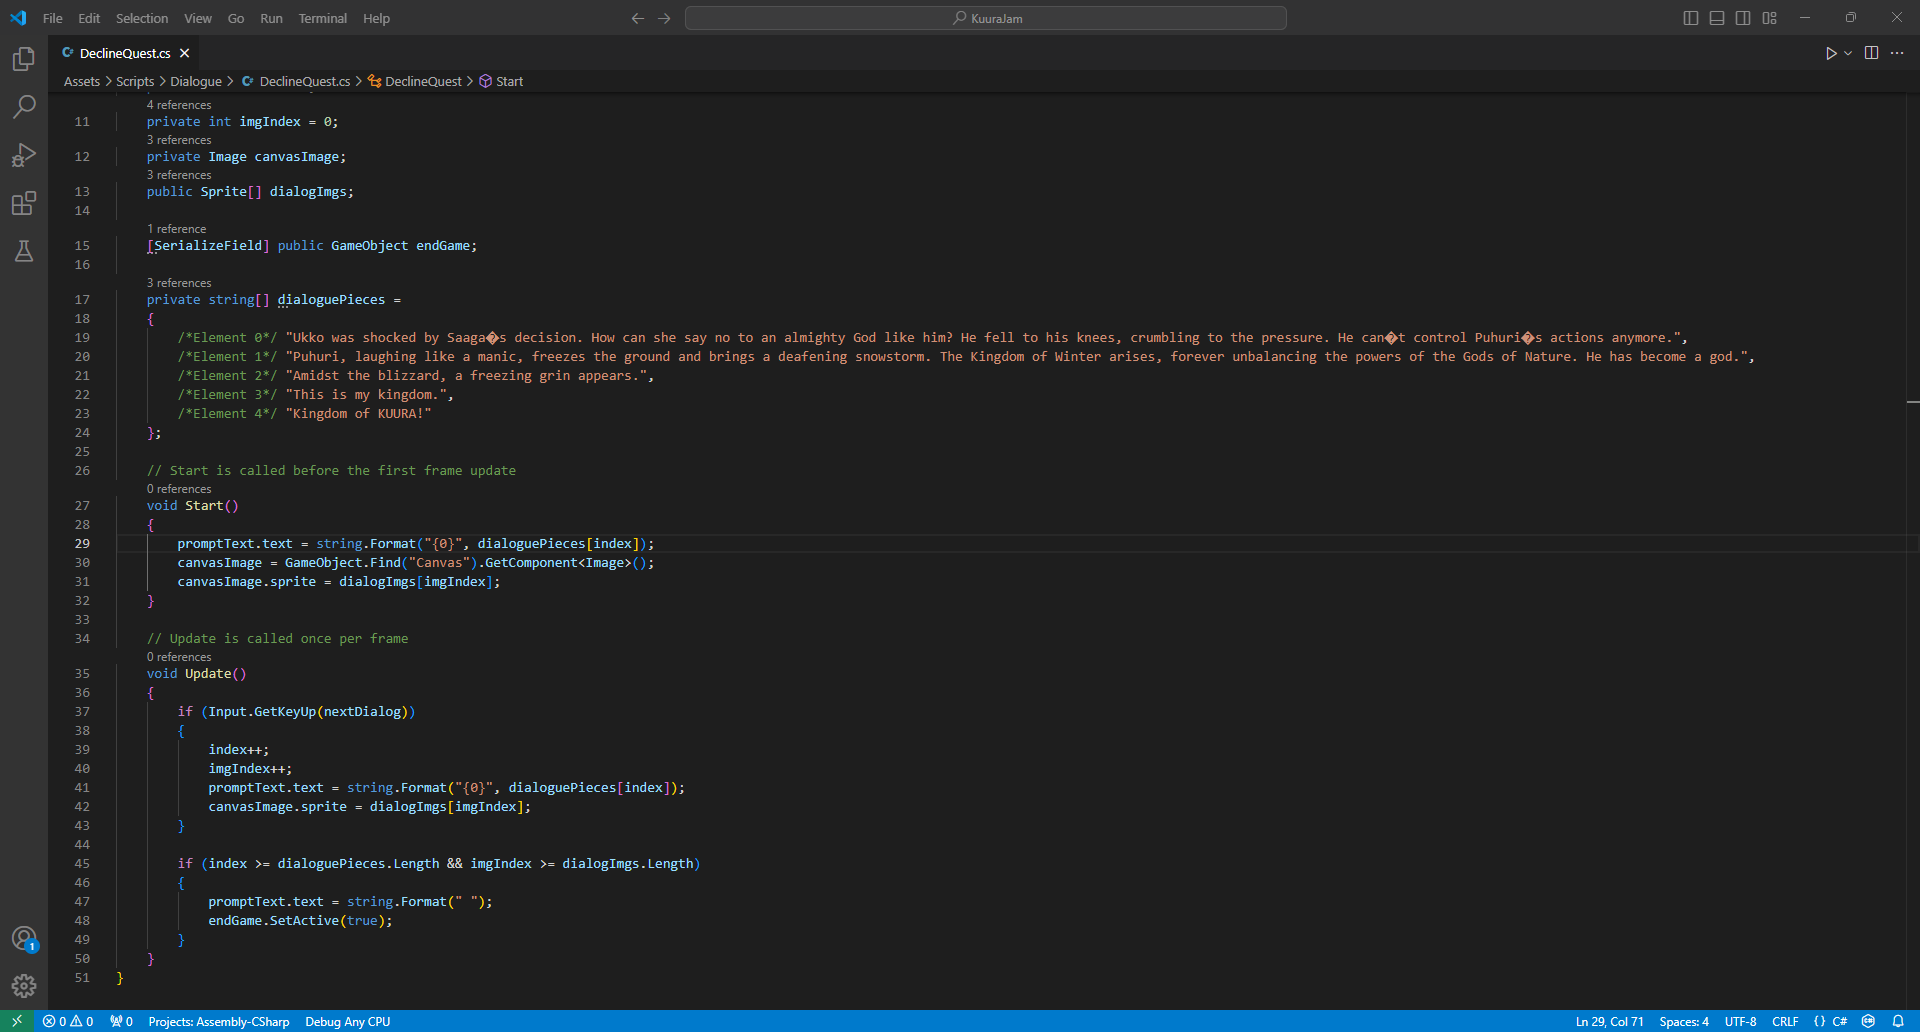 File Edit Selection View Go Run Terminal Help
KuuraJam
DeclineQuest.cs
Assets > Scripts > Dialogue > DeclineQuest.cs > DeclineQuest > Start
4 references
11 private int imgIndex = 0;
3 references
12 private Image canvasImage;
3 references
13 public Sprite[] dialogImgs;
14
1 reference
15 [SerializeField] public GameObject endGame;
16
3 references
17 private string[] dialoguePieces =
18 {
19 /*Element 0*/ "Ukko was shocked by Saaga�s decision. How can she say no to an almighty God like him? He fell to his knees, crumbling to the pressure. He can�t control Puhuri�s actions anymore.",
20 /*Element 1*/ "Puhuri, laughing like a manic, freezes the ground and brings a deafening snowstorm. The Kingdom of Winter arises, forever unbalancing the powers of the Gods of Nature. He has become a god.",
21 /*Element 2*/ "Amidst the blizzard, a freezing grin appears.",
22 /*Element 3*/ "This is my kingdom.",
23 /*Element 4*/ "Kingdom of KUURA!"
24 };
25
26 // Start is called before the first frame update
0 references
27 void Start()
28 {
29 promptText.text = string.Format("{0}", dialoguePieces[index]);
30 canvasImage = GameObject.Find("Canvas").GetComponent<Image>();
31 canvasImage.sprite = dialogImgs[imgIndex];
32 }
33
34 // Update is called once per frame
0 references
35 void Update()
36 {
37 if (Input.GetKeyUp(nextDialog))
38 {
39 index++;
40 imgIndex++;
41 promptText.text = string.Format("{0}", dialoguePieces[index]);
42 canvasImage.sprite = dialogImgs[imgIndex];
43 }
44
45 if (index >= dialoguePieces.Length && imgIndex >= dialogImgs.Length)
46 {
47 promptText.text = string.Format(" ");
48 endGame.SetActive(true);
49 }
50 }
51 }
1
0 0 0 Projects: Assembly-CSharp Debug Any CPU Ln 29, Col 71 Spaces: 4 UTF-8 CRLF {} C#